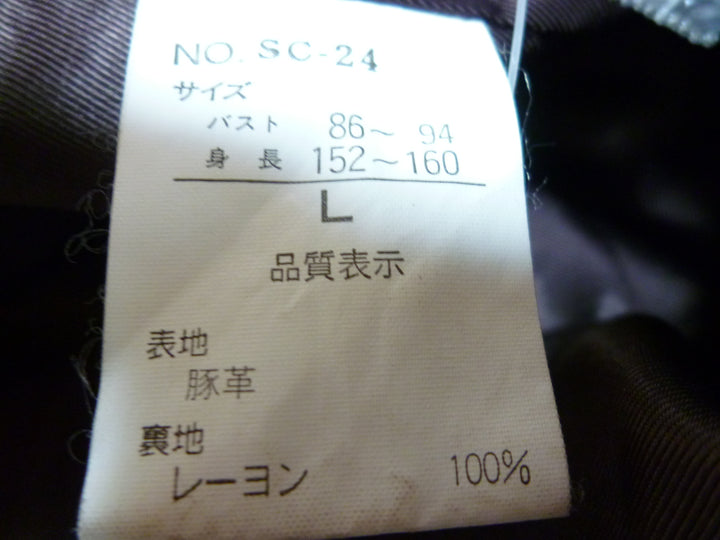 NO. SC-24
サイズ
バスト 86〜94
身長 152〜160
L
品質表示
表地
豚革
裏地
レーヨン 100%